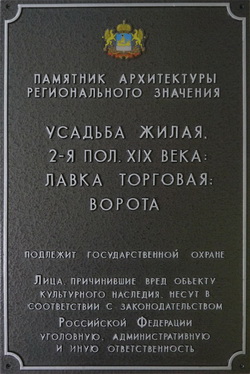 ПАМЯТНИК АРХИТЕКТУРЫ
РЕГИОНАЛЬНОГО ЗНАЧЕНИЯ
УСАДЬБА ЖИЛАЯ,
2-Я ПОЛ. XIX ВЕКА:
ЛАВКА ТОРГОВАЯ;
ВОРОТА
ПОДЛЕЖИТ ГОСУДАРСТВЕННОЙ ОХРАНЕ
Лица, причинившие вред объекту
культурного наследия, несут в
соответствии с законодательством
Российской Федерации
уголовную, административную
и иную ответственность